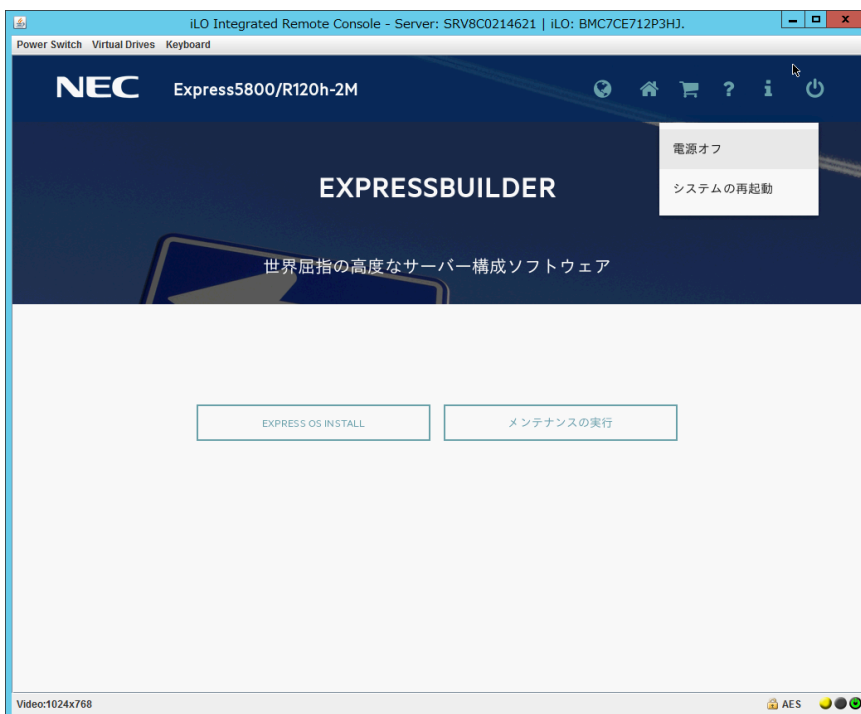 iLO Integrated Remote Console - Server: SRV8C0214621 | iLO: BMC7CE712P3HJ.
Power Switch Virtual Drives Keyboard
NEC Express5800/R120h-2M
電源オフ
システムの再起動
EXPRESSBUILDER
世界屈指の高度なサーバー構成ソフトウェア
EXPRESS OS INSTALL メンテナンスの実行
Video:1024x768 AES